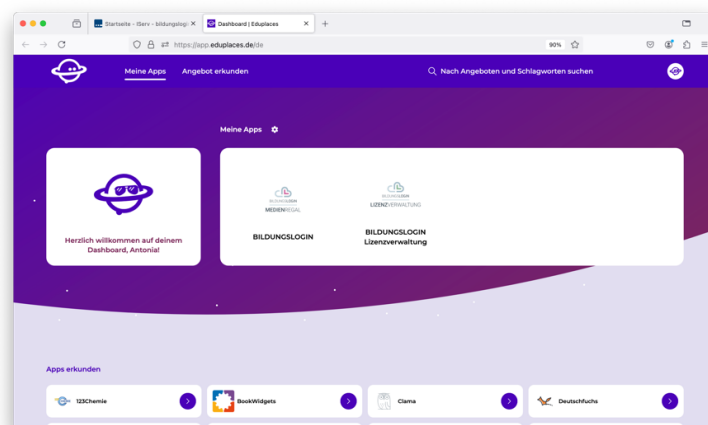 Startseite - IServ - bildungslogi
Dashboard | Eduplaces
https://app.eduplaces.de/de
90%
Meine Apps
Angebot erkunden
Nach Angeboten und Schlagworten suchen
Meine Apps
Herzlich willkommen auf deinem
Dashboard, Antonia!
BILDUNGSLOGIN
MEDIENREGAL
BILDUNGSLOGIN
BILDUNGSLOGIN
LIZENZVERWALTUNG
BILDUNGSLOGIN
Lizenzverwaltung
Apps erkunden
123Chemie
BookWidgets
Clama
Deutschfuchs